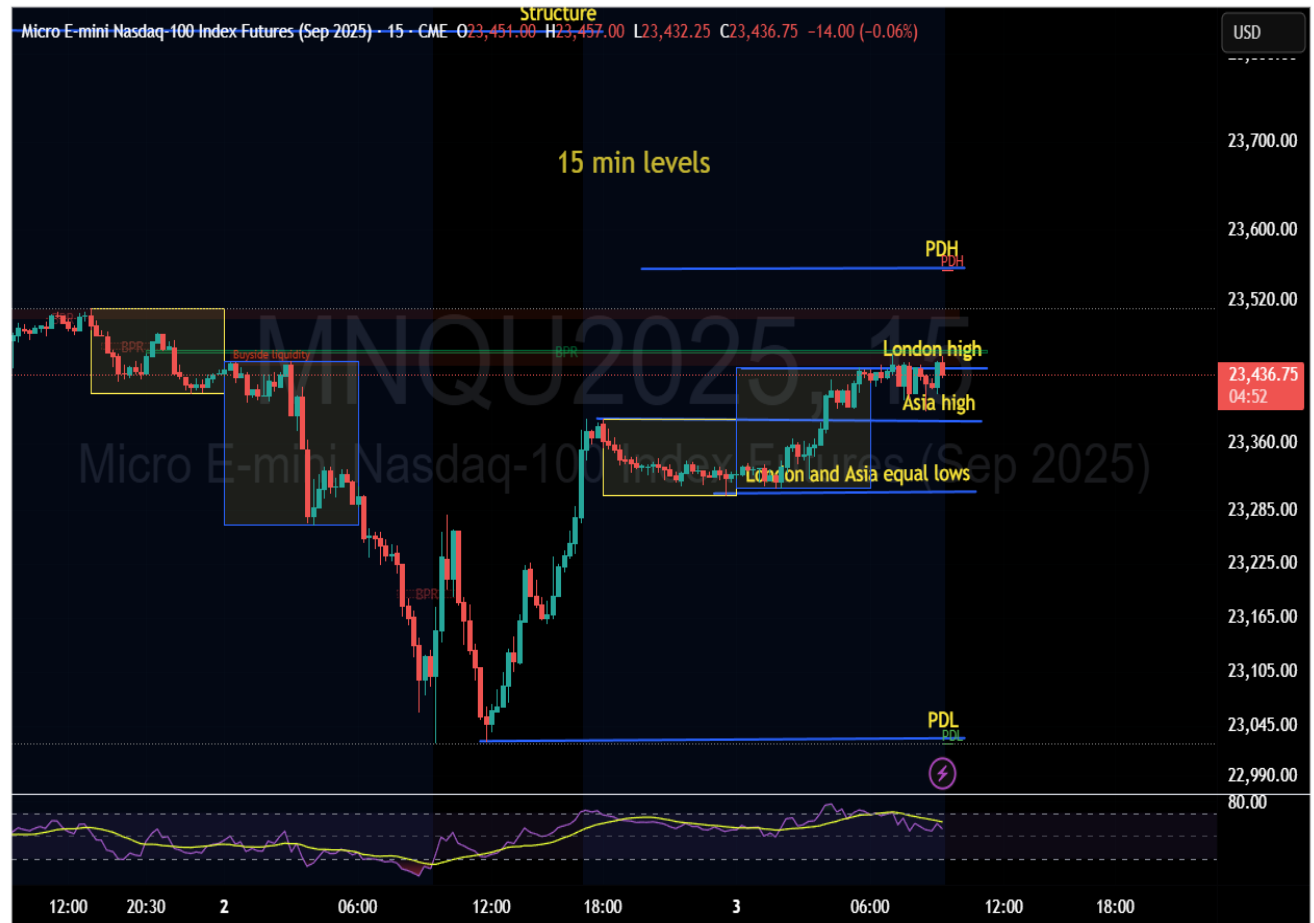 Structure
Micro E-mini Nasdaq-100 Index Futures (Sep 2025) · 15 · CME O23,451.00 H23,457.00 L23,432.25 C23,436.75 −14.00 (−0.06%)
USD
23,700.00
15 min levels
23,600.00
PDH
PDH
23,520.00
BPR
MNQU2025, 15
BPR
Buyside liquidity
BPR
London high
23,436.75
04:52
Asia high
23,360.00
Micro E-mini Nasdaq-100 Index Futures (Sep 2025)
London and Asia equal lows
23,285.00
23,225.00
BPR
23,165.00
23,105.00
PDL
PDL
23,045.00
22,990.00
80.00
12:00 20:30 2 06:00 12:00 18:00 3 06:00 12:00 18:00